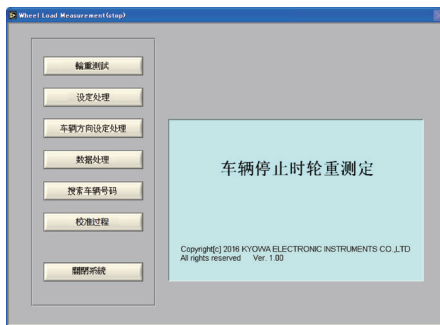 Wheel Load Measurement(stop)
輪重測試
设定处理
车辆方向设定处理
数据处理
搜索车辆号码
校准过程
關閉系統
车辆停止时轮重测定
Copyright[c] 2016 KYOWA ELECTRONIC INSTRUMENTS CO.,LTD
All rights reserved Ver. 1.00